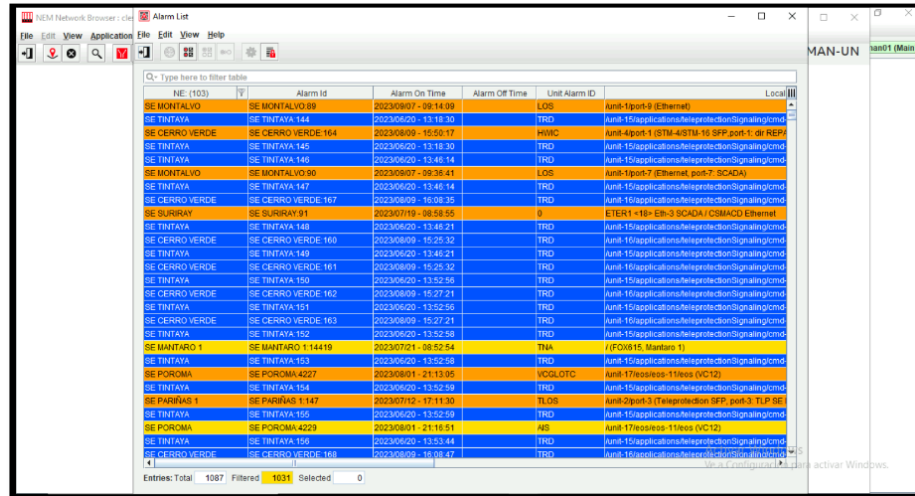 NEM Network Browser : cle
Alarm List
File Edit View Application
File Edit View Help
MAN-UN
nan01 (Main
Type here to filter table
NE: (103) Alarm Id Alarm On Time Alarm Off Time Unit Alarm ID Local
SE MONTALVO SE MONTALVO:89 2023/09/07 - 09:14:09 LOS /unit-1/port-9 (Ethernet)
SE TINTAYA SE TINTAYA:144 2023/06/20 - 13:18:30 TRD /unit-15/applications/teleprotectionSignaling/cmd-
SE CERRO VERDE SE CERRO VERDE:164 2023/08/09 - 15:50:17 HWIC /unit-4/port-1 (STM-4/STM-16 SFP,port-1: dir REPA
SE TINTAYA SE TINTAYA:145 2023/06/20 - 13:18:30 TRD /unit-15/applications/teleprotectionSignaling/cmd-
SE TINTAYA SE TINTAYA:146 2023/06/20 - 13:46:14 TRD /unit-15/applications/teleprotectionSignaling/cmd-
SE MONTALVO SE MONTALVO:90 2023/09/07 - 09:36:41 LOS /unit-1/port-7 (Ethernet, port-7: SCADA)
SE TINTAYA SE TINTAYA:147 2023/06/20 - 13:46:14 TRD /unit-15/applications/teleprotectionSignaling/cmd-
SE CERRO VERDE SE CERRO VERDE:167 2023/08/09 - 16:08:35 TRD /unit-16/applications/teleprotectionSignaling/cmd-
SE SURIRAY SE SURIRAY:91 2023/07/19 - 08:58:55 0 ETER1 <18> Eth-3 SCADA / CSMACD Ethernet
SE TINTAYA SE TINTAYA:148 2023/06/20 - 13:46:21 TRD /unit-15/applications/teleprotectionSignaling/cmd-
SE CERRO VERDE SE CERRO VERDE:160 2023/08/09 - 15:25:32 TRD /unit-16/applications/teleprotectionSignaling/cmd-
SE TINTAYA SE TINTAYA:149 2023/06/20 - 13:46:21 TRD /unit-15/applications/teleprotectionSignaling/cmd-
SE CERRO VERDE SE CERRO VERDE:161 2023/08/09 - 15:25:32 TRD /unit-16/applications/teleprotectionSignaling/cmd-
SE TINTAYA SE TINTAYA:150 2023/06/20 - 13:52:56 TRD /unit-15/applications/teleprotectionSignaling/cmd-
SE CERRO VERDE SE CERRO VERDE:162 2023/08/09 - 15:27:21 TRD /unit-16/applications/teleprotectionSignaling/cmd-
SE TINTAYA SE TINTAYA:151 2023/06/20 - 13:52:56 TRD /unit-15/applications/teleprotectionSignaling/cmd-
SE CERRO VERDE SE CERRO VERDE:163 2023/08/09 - 15:27:21 TRD /unit-16/applications/teleprotectionSignaling/cmd-
SE TINTAYA SE TINTAYA:152 2023/06/20 - 13:52:58 TRD /unit-15/applications/teleprotectionSignaling/cmd-
SE MANTARO 1 SE MANTARO 1:14419 2023/07/21 - 08:52:54 TNA / (FOX615, Mantaro 1)
SE TINTAYA SE TINTAYA:153 2023/06/20 - 13:52:58 TRD /unit-15/applications/teleprotectionSignaling/cmd-
SE POROMA SE POROMA:4227 2023/08/01 - 21:13:05 VCGLOTC /unit-17/eos/eos-11/eos (VC12)
SE TINTAYA SE TINTAYA:154 2023/06/20 - 13:52:59 TRD /unit-15/applications/teleprotectionSignaling/cmd-
SE PARIÑAS 1 SE PARIÑAS 1:147 2023/07/12 - 17:11:30 TLOS /unit-2/port-3 (Teleprotection SFP, port-3: TLP SE
SE TINTAYA SE TINTAYA:155 2023/06/20 - 13:52:59 TRD /unit-15/applications/teleprotectionSignaling/cmd-
SE POROMA SE POROMA:4229 2023/08/01 - 21:16:51 AIS /unit-17/eos/eos-11/eos (VC12)
SE TINTAYA SE TINTAYA:156 2023/06/20 - 13:53:44 TRD /unit-15/applications/teleprotectionSignaling/cmd-
SE CERRO VERDE SE CERRO VERDE:168 2023/08/09 - 16:08:47 TRD /unit-16/applications/teleprotectionSignaling/cmd-
Ve a Configuración para activar Windows.
Entries: Total 1087 Filtered 1031 Selected 0